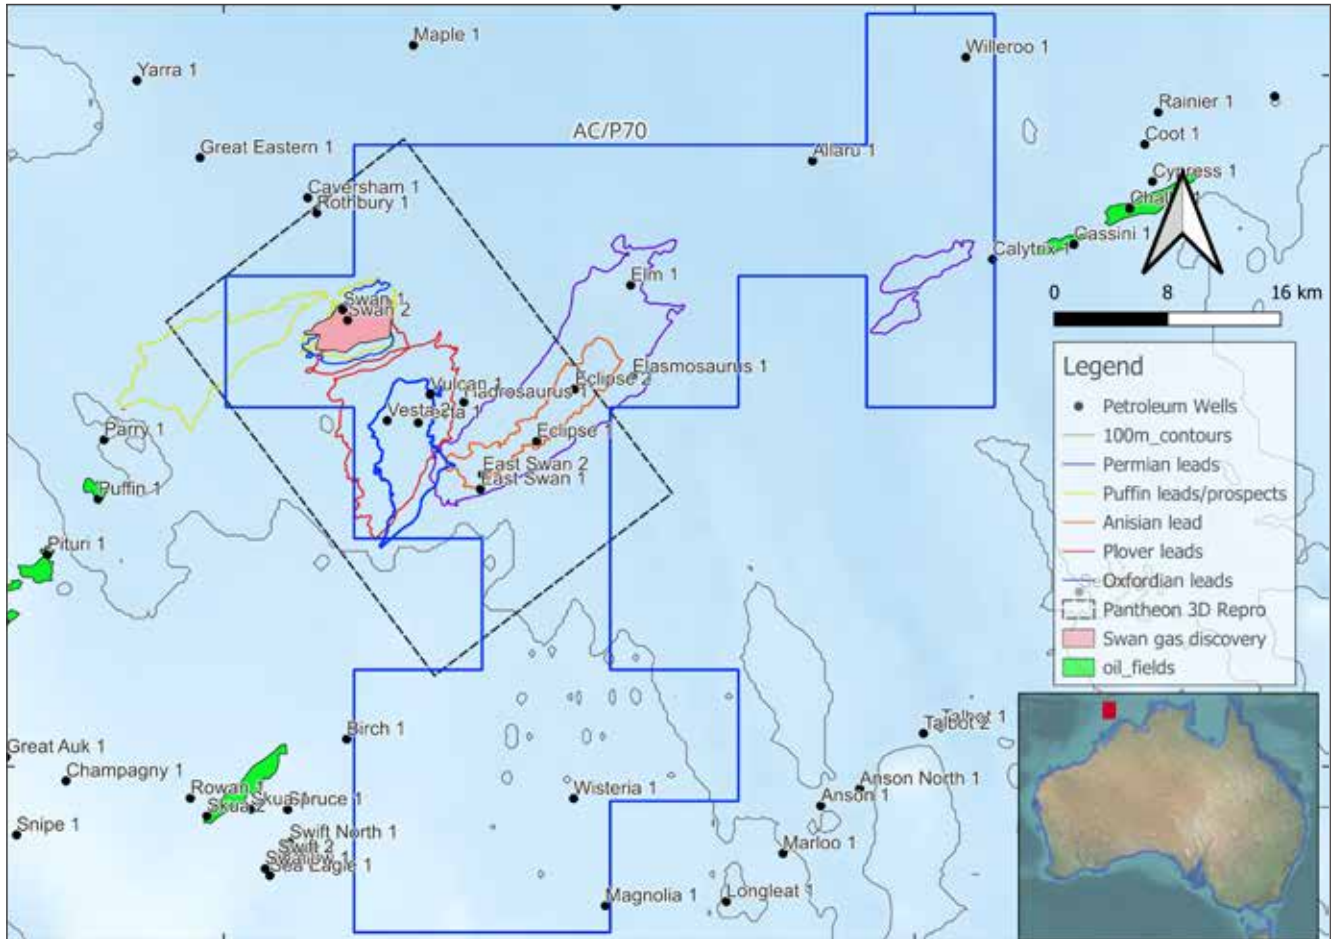 Maple 1
Willeroo 1
Yarra 1
Rainier 1
AC/P70
Coot 1
Great Eastern 1
Allaru 1
Cypress 1
Caversham 1
Rothbury 1
Cassini 1
Calytrix 1
Elm 1
0 8 16 km
Swan 1
Swan 2
Elasmosaurus 1
Eclipse 2
Vulcan 1
Hadrosaurus 1
Vesta 2
Parry 1
Eclipse 1
East Swan 2
East Swan 1
Puffin 1
Pituri 1
Legend
Petroleum Wells
100m_contours
Permian leads
Puffin leads/prospects
Anisian lead
Plover leads
Oxfordian leads
Pantheon 3D Repro
Swan gas discovery
oil_fields
Birch 1
Talbot 1
Talbot 2
Great Auk 1
Champagny 1
Anson North 1
Rowan 1
Wisteria 1
Anson 1
Skua 2
Spruce 1
Snipe 1
Swift North 1
Swift 2
Swallow 1
Sea Eagle 1
Marloo 1
Magnolia 1
Longleat 1